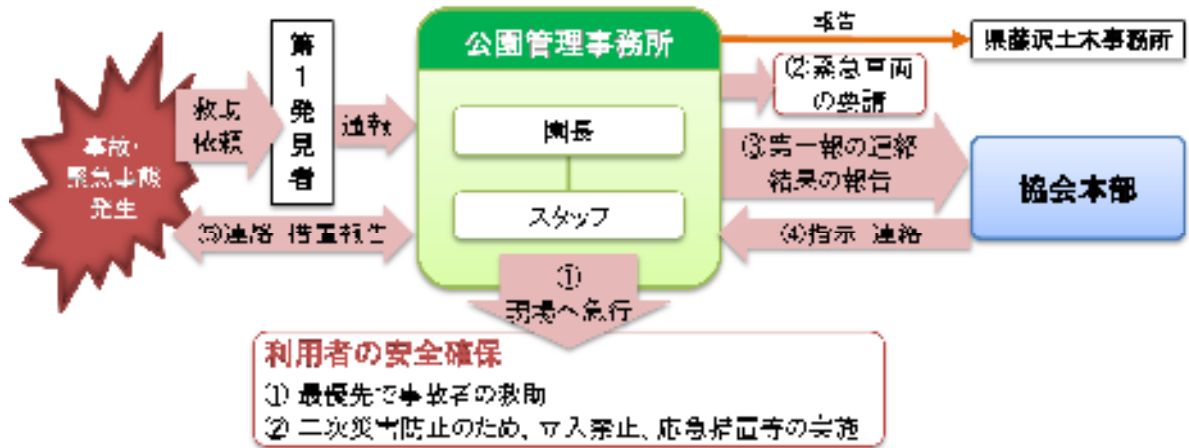 事故・
緊急事態
発生
救助
依頼
第
1
発
見
者
通報
公園管理事務所
園長
スタッフ
報告
県藤沢土木事務所
②緊急車両
の要請
③第一報の連絡
結果の報告
協会本部
④指示 連絡
⑤連絡 措置報告
①
現場へ急行
利用者の安全確保
① 最優先で事故者の救助
② 二次災害防止のため、立入禁止、応急措置等の実施